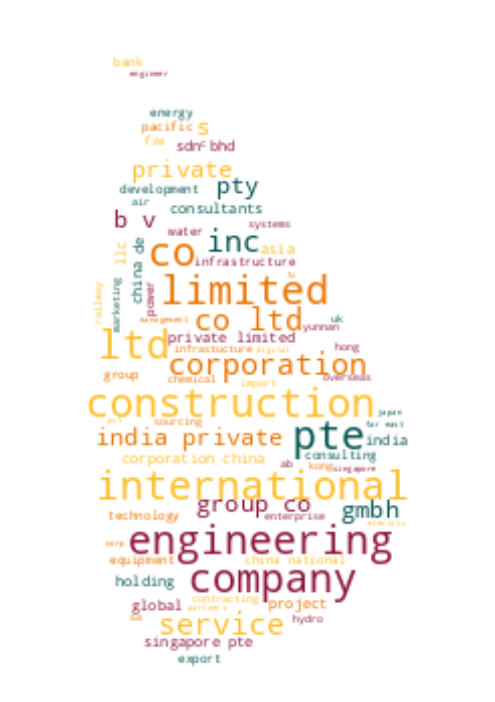 bank
engineer
energy
pacific s
fze sdn bhd
private
development pty
air consultants
b v systems
water inc
co asia
llc china de infrastructure
limited
railway marketing power
management co ltd uk
yunnan
ltd private limited
infrastucture digital hong
corporation
group chemical overseas
import
construction
japan
port sourcing far east
india private pte india
corporation china consulting
ab kong singapore
international
group co gmbh
technology enterprise
electric
corp engineering
equipment china national
holding company
contracting
global partners project
service hydro
singapore pte
export